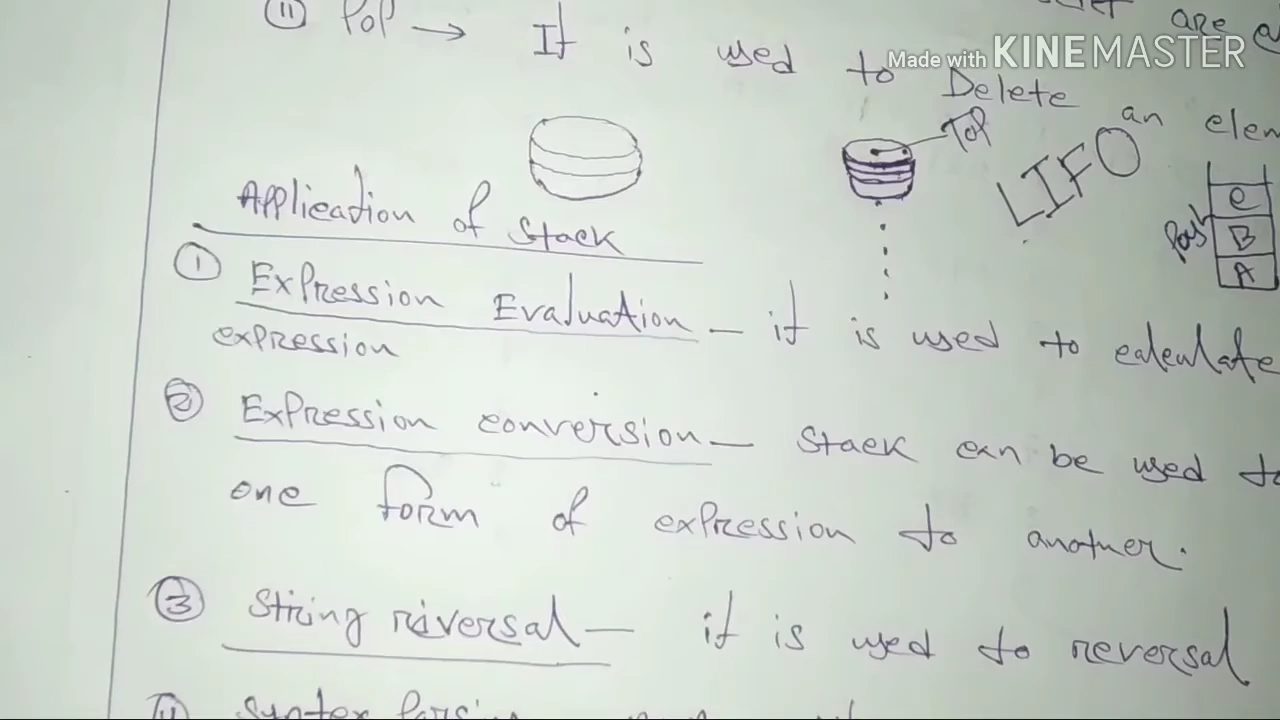 are
(ii) PoP → It is used to Delete an elem
Made with KINEMASTER
ToP
LIFO
Push
C
B
A
Application of Stack
① Expression Evaluation – it is used to calculate
expression
② Expression conversion – Stack can be used to
one form of expression to another.
③ String riversal – it is used to reversal
Syntex Parsing